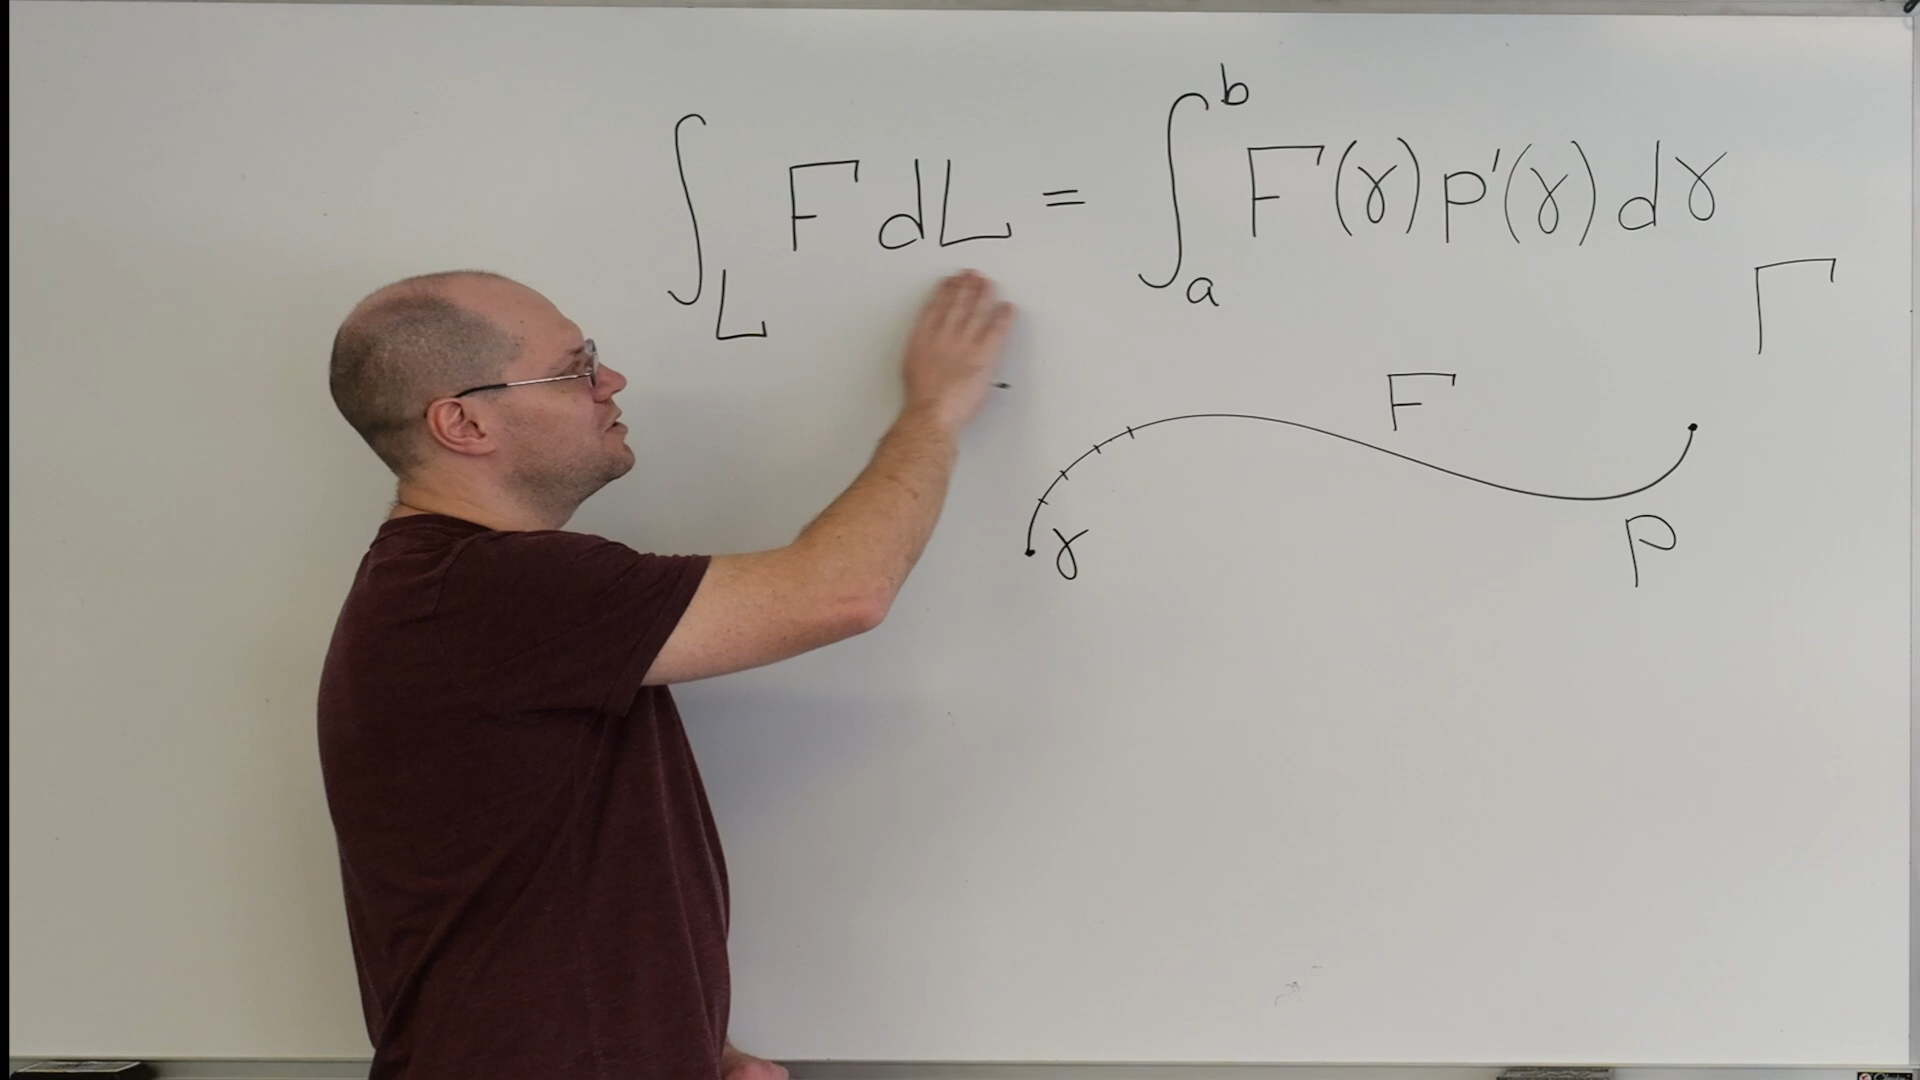 ∫_L F dL = ∫_a^b F(γ) p'(γ) dγ
Γ
F
γ
p